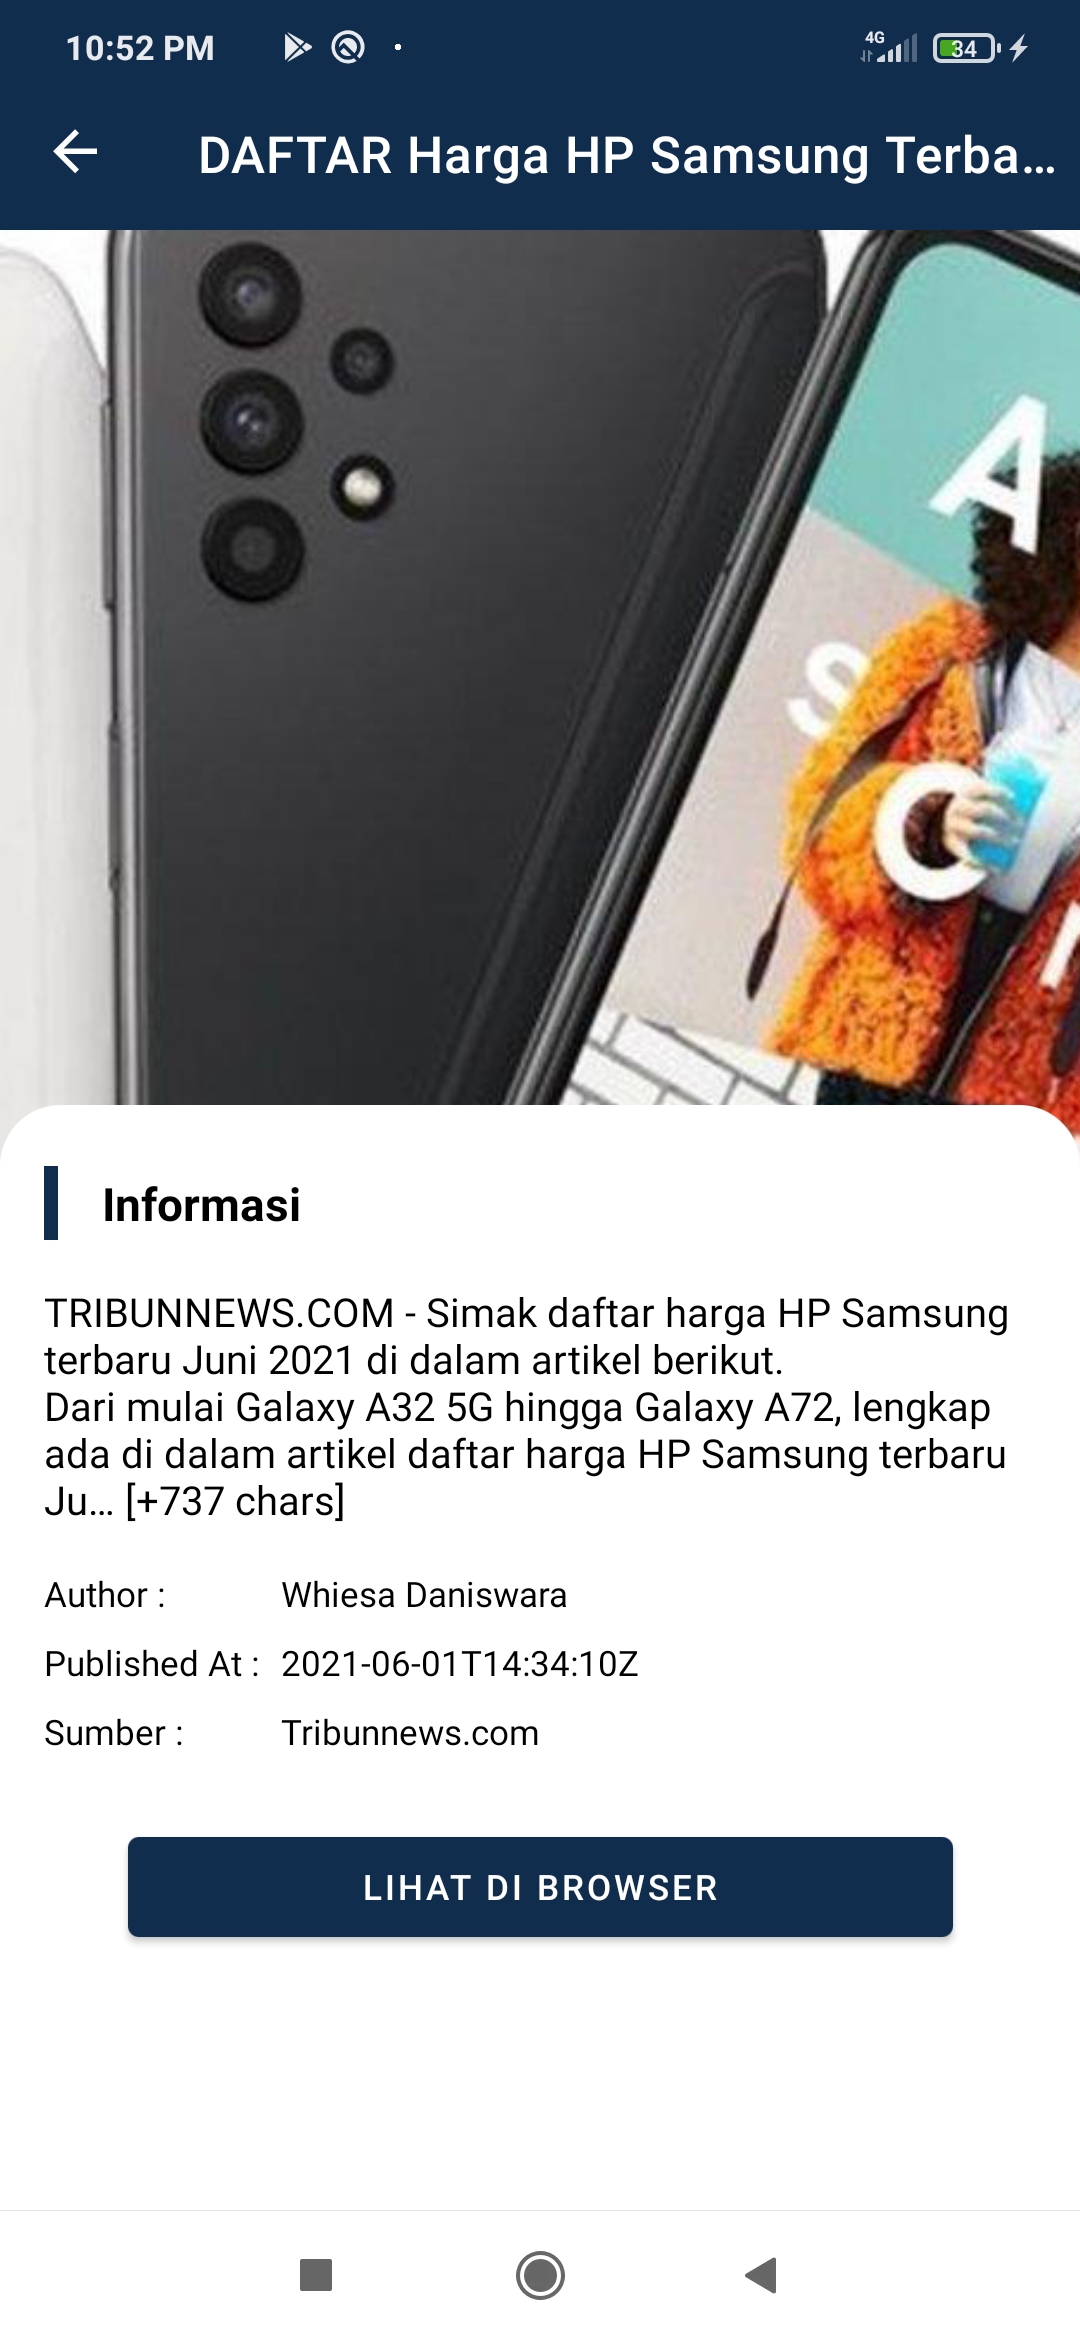 10:52 PM
4G
34
DAFTAR Harga HP Samsung Terba...
A
S
C
Informasi
TRIBUNNEWS.COM - Simak daftar harga HP Samsung
terbaru Juni 2021 di dalam artikel berikut.
Dari mulai Galaxy A32 5G hingga Galaxy A72, lengkap
ada di dalam artikel daftar harga HP Samsung terbaru
Ju... [+737 chars]
Author : Whiesa Daniswara
Published At : 2021-06-01T14:34:10Z
Sumber : Tribunnews.com
LIHAT DI BROWSER